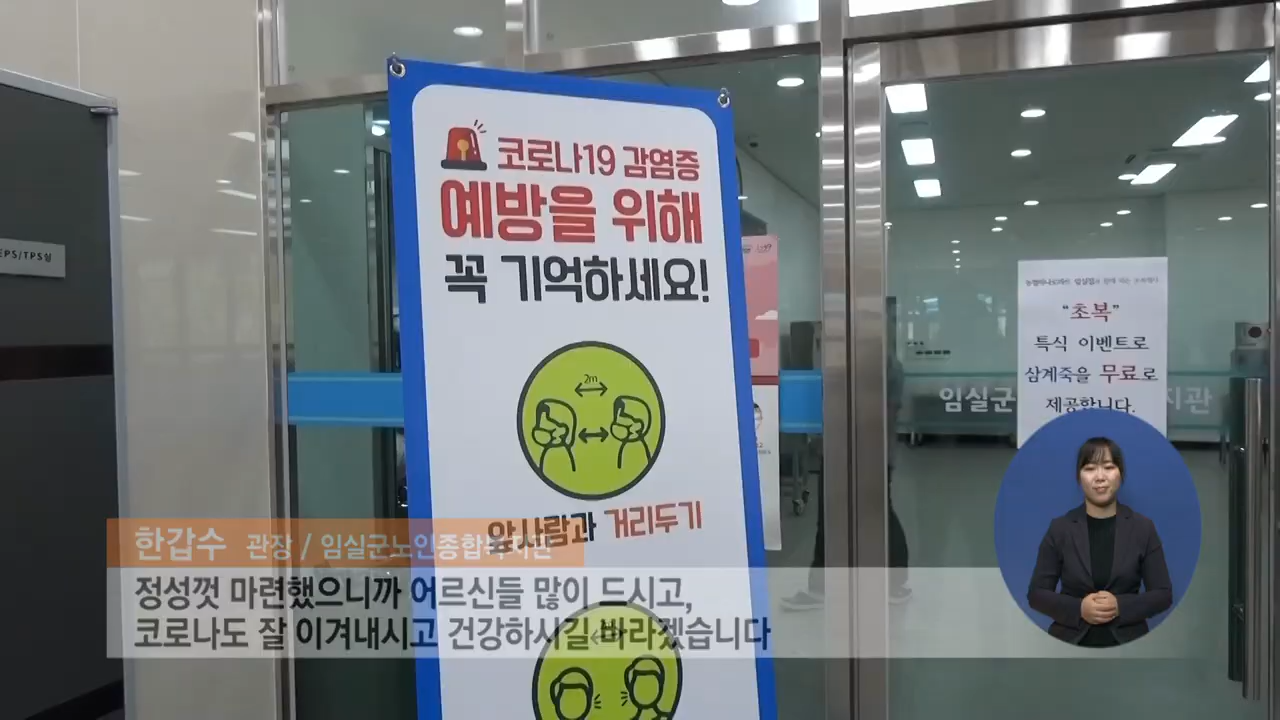 EPS/TPS실
코로나19 감염증
예방을 위해
꼭 기억하세요!
2m
앞사람과 거리두기
"초복"
특식 이벤트로
삼계죽을 무료로
제공합니다.
임실군 지관
한갑수 관장 / 임실군노인종합복지관
정성껏 마련했으니까 어르신들 많이 드시고,
코로나도 잘 이겨내시고 건강하시길 바라겠습니다